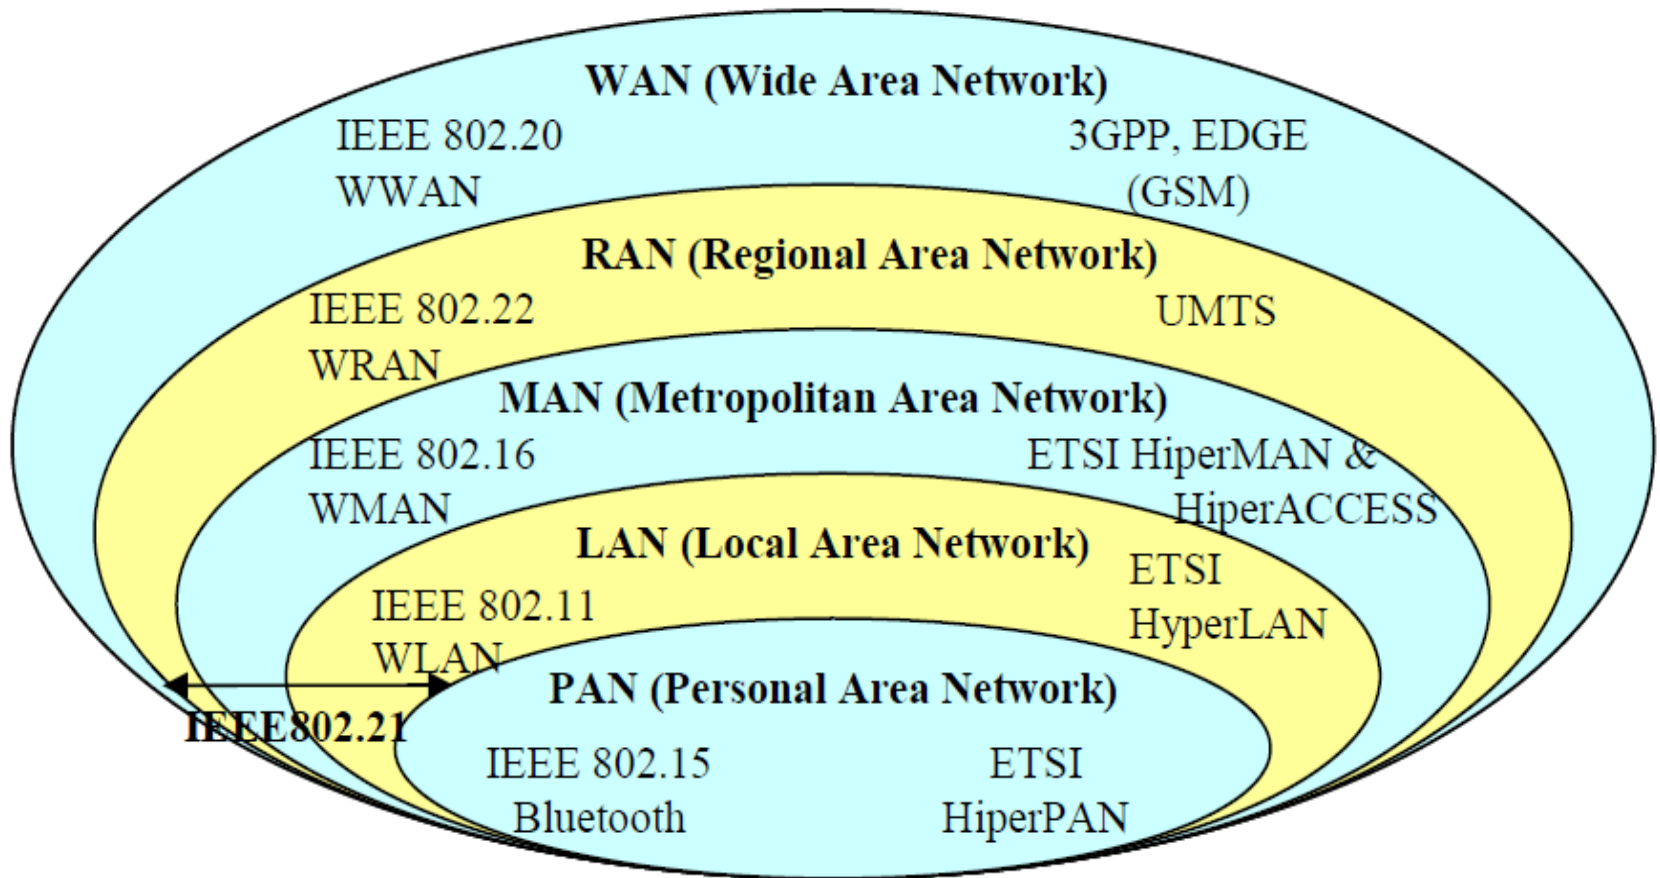 WAN (Wide Area Network)
IEEE 802.20
WWAN
3GPP, EDGE
(GSM)
RAN (Regional Area Network)
IEEE 802.22
WRAN
UMTS
MAN (Metropolitan Area Network)
IEEE 802.16
WMAN
ETSI HiperMAN &
HiperACCESS
LAN (Local Area Network)
IEEE 802.11
WLAN
ETSI
HyperLAN
PAN (Personal Area Network)
IEEE802.21
IEEE 802.15
Bluetooth
ETSI
HiperPAN